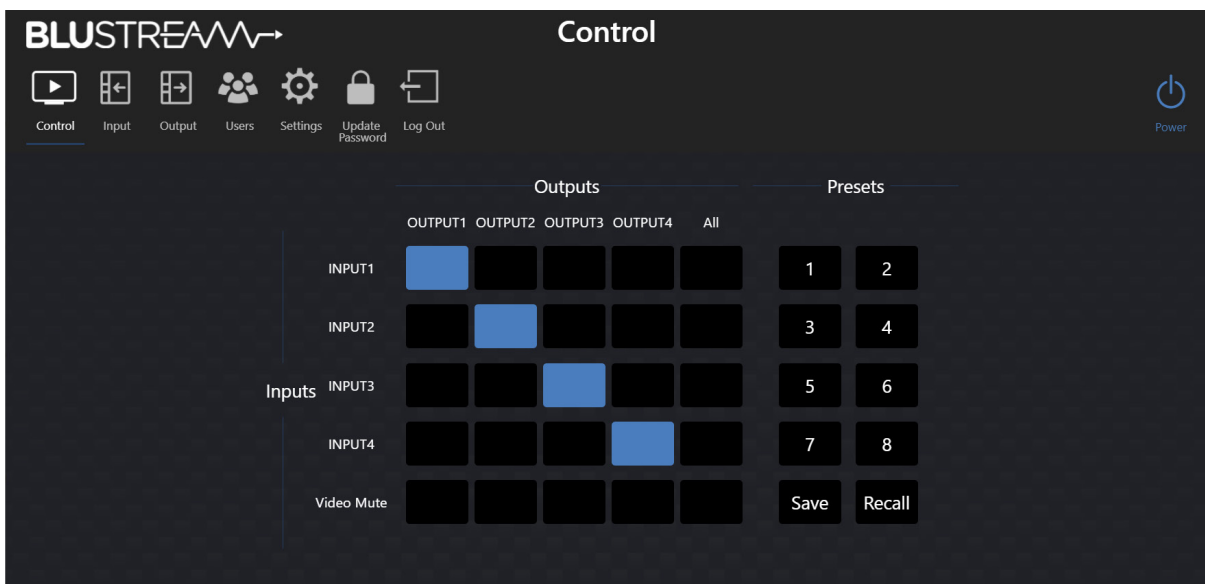 BLUSTREAM
Control
Control
Input
Output
Users
Settings
Update
Password
Log Out
Power
Outputs
Presets
OUTPUT1 OUTPUT2 OUTPUT3 OUTPUT4 All
INPUT1
1 2
INPUT2
3 4
Inputs
INPUT3
5 6
INPUT4
7 8
Video Mute
Save Recall